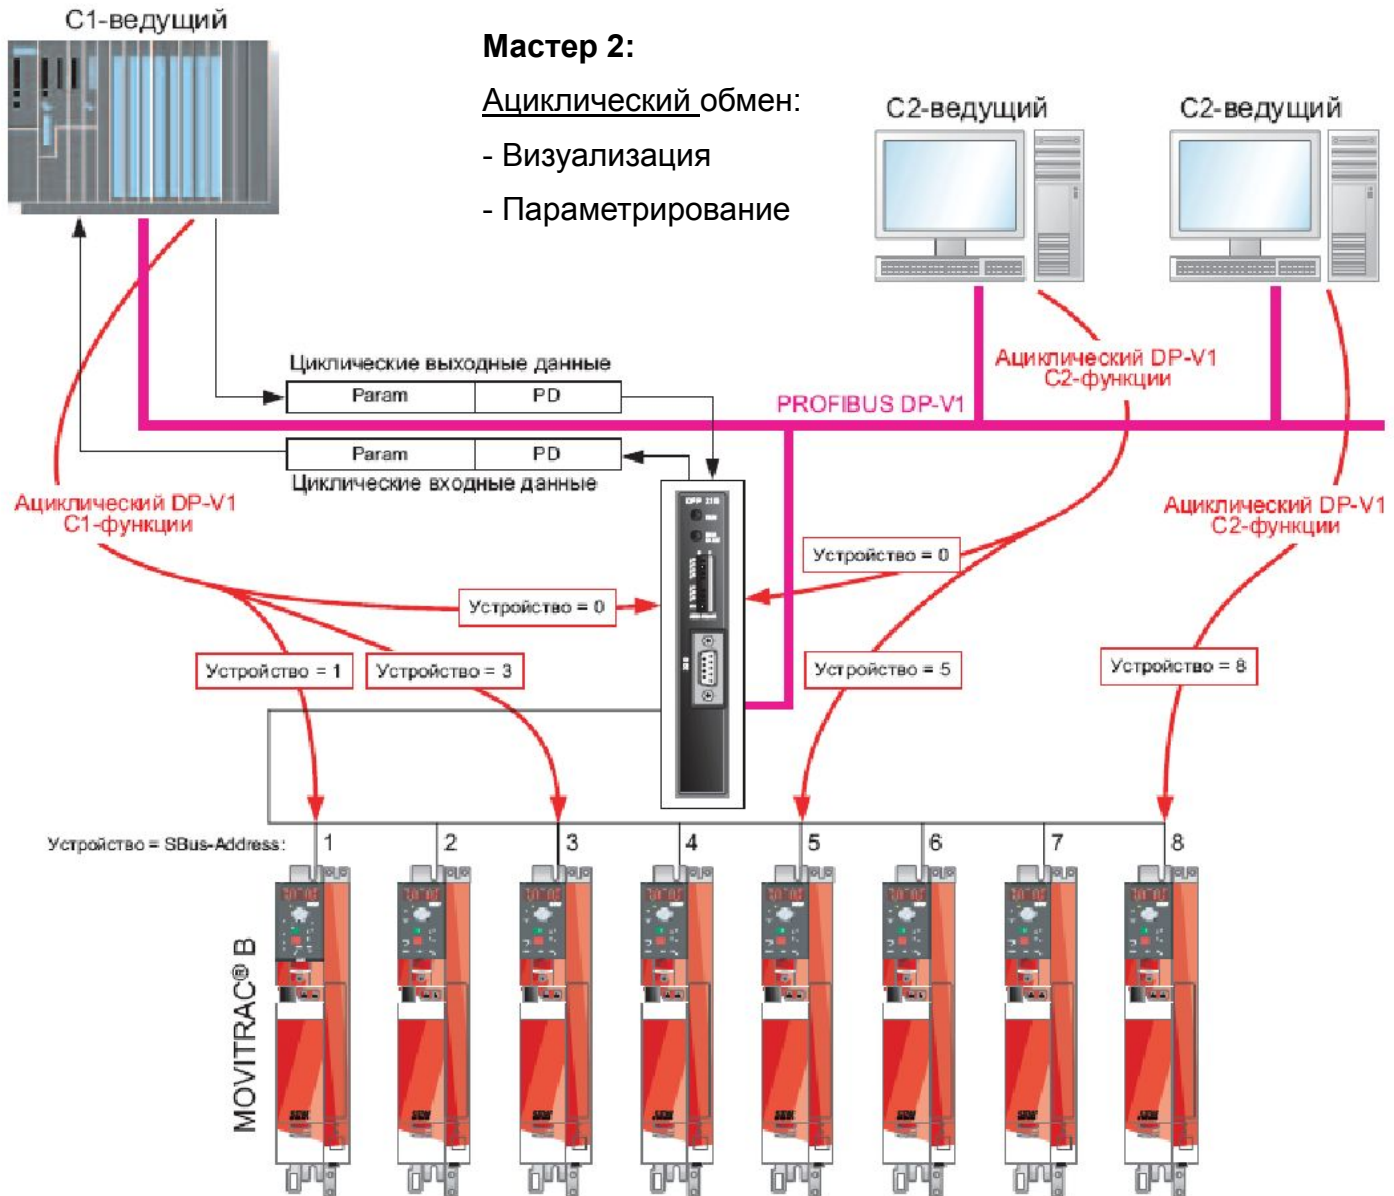 С1-ведущий
Мастер 2:
Ациклический обмен:
- Визуализация
- Параметрирование
С2-ведущий
С2-ведущий
Циклические выходные данные
Param PD
PROFIBUS DP-V1
Param PD
Циклические входные данные
Ациклический DP-V1
С1-функции
Ациклический DP-V1
С2-функции
Ациклический DP-V1
С2-функции
Устройство = 0
Устройство = 0
Устройство = 1
Устройство = 3
Устройство = 5
Устройство = 8
Устройство = SBus-Address:
1 2 3 4 5 6 7 8
MOVITRAC® B